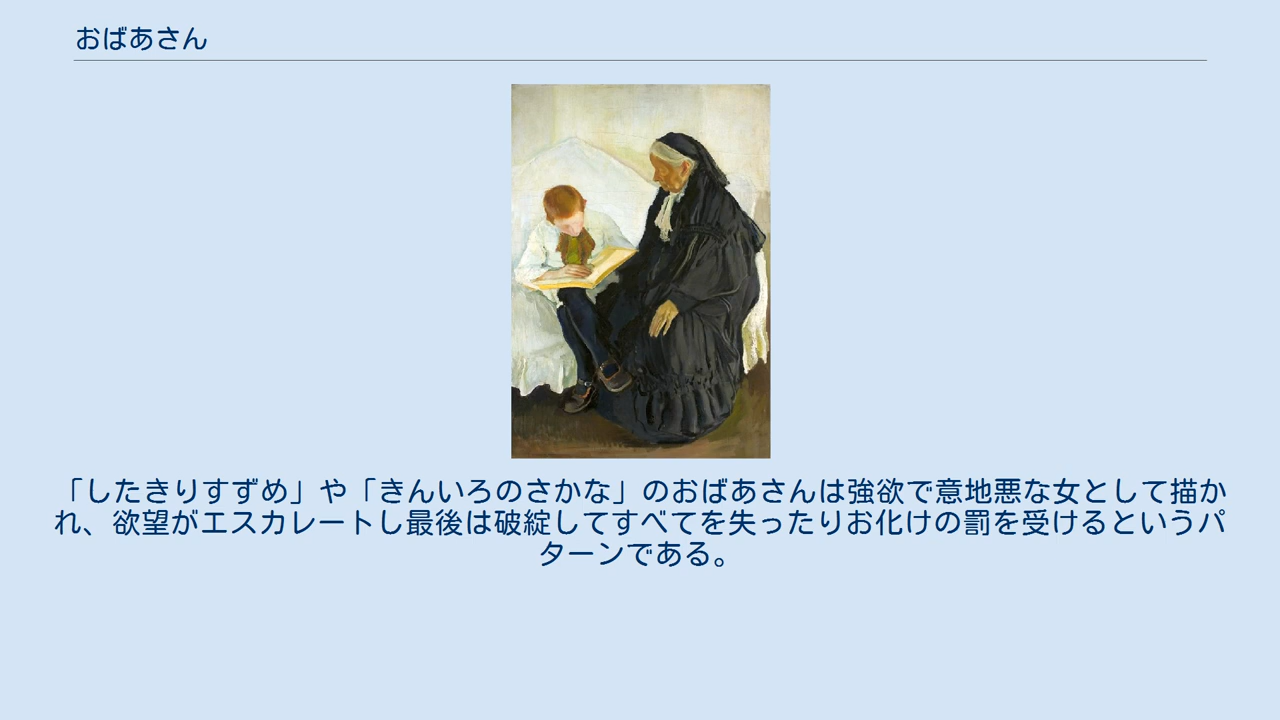 おばあさん
「したきりすずめ」や「きんいろのさかな」のおばあさんは強欲で意地悪な女として描か
れ、欲望がエスカレートし最後は破綻してすべてを失ったりお化けの罰を受けるというパ
ターンである。